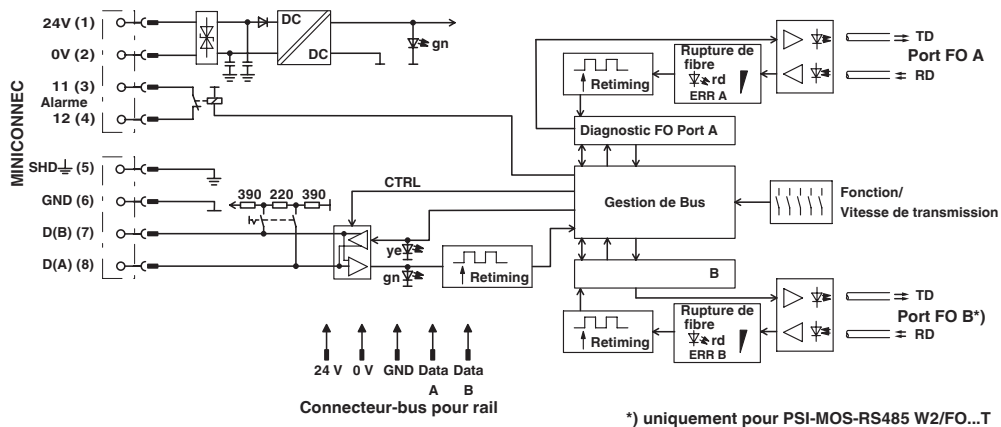 MINICONNEC
24V (1)
0V (2)
11 (3)
Alarme
12 (4)
SHD (5)
GND (6)
D(B) (7)
D(A) (8)
DC
DC
gn
390 220 390
CTRL
ye
gn
Retiming
Retiming
Rupture de
fibre
rd
ERR A
TD
Port FO A
RD
Diagnostic FO Port A
Gestion de Bus
Fonction/
Vitesse de transmission
B
Retiming
Rupture de
fibre
rd
ERR B
TD
Port FO B*)
RD
24 V 0 V GND Data Data
A B
Connecteur-bus pour rail
*) uniquement pour PSI-MOS-RS485 W2/FO...T